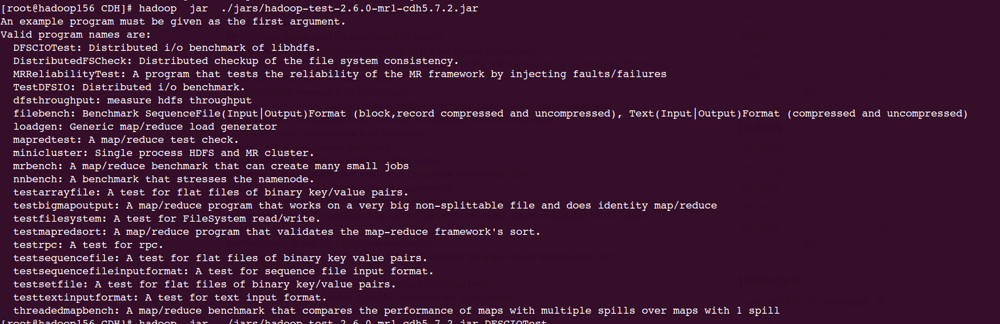 [root@hadoop156 CDH]# hadoop  jar  ./jars/hadoop-test-2.6.0-mr1-cdh5.7.2.jar
An example program must be given as the first argument.
Valid program names are:
  DFSCIOTest: Distributed i/o benchmark of libhdfs.
  DistributedFSCheck: Distributed checkup of the file system consistency.
  MRReliabilityTest: A program that tests the reliability of the MR framework by injecting faults/failures
  TestDFSIO: Distributed i/o benchmark.
  dfsthroughput: measure hdfs throughput
  filebench: Benchmark SequenceFile(Input|Output)Format (block,record compressed and uncompressed), Text(Input|Output)Format (compressed and uncompressed)
  loadgen: Generic map/reduce load generator
  mapredtest: A map/reduce test check.
  minicluster: Single process HDFS and MR cluster.
  mrbench: A map/reduce benchmark that can create many small jobs
  nnbench: A benchmark that stresses the namenode.
  testarrayfile: A test for flat files of binary key/value pairs.
  testbigmapoutput: A map/reduce program that works on a very big non-splittable file and does identity map/reduce
  testfilesystem: A test for FileSystem read/write.
  testmapredsort: A map/reduce program that validates the map-reduce framework's sort.
  testrpc: A test for rpc.
  testsequencefile: A test for flat files of binary key value pairs.
  testsequencefileinputformat: A test for sequence file input format.
  testsetfile: A test for flat files of binary key/value pairs.
  testtextinputformat: A test for text input format.
  threadedmapbench: A map/reduce benchmark that compares the performance of maps with multiple spills over maps with 1 spill
[root@hadoop156 CDH]# hadoop  jar  ./jars/hadoop-test-2.6.0-mr1-cdh5.7.2.jar DFSCIOTest